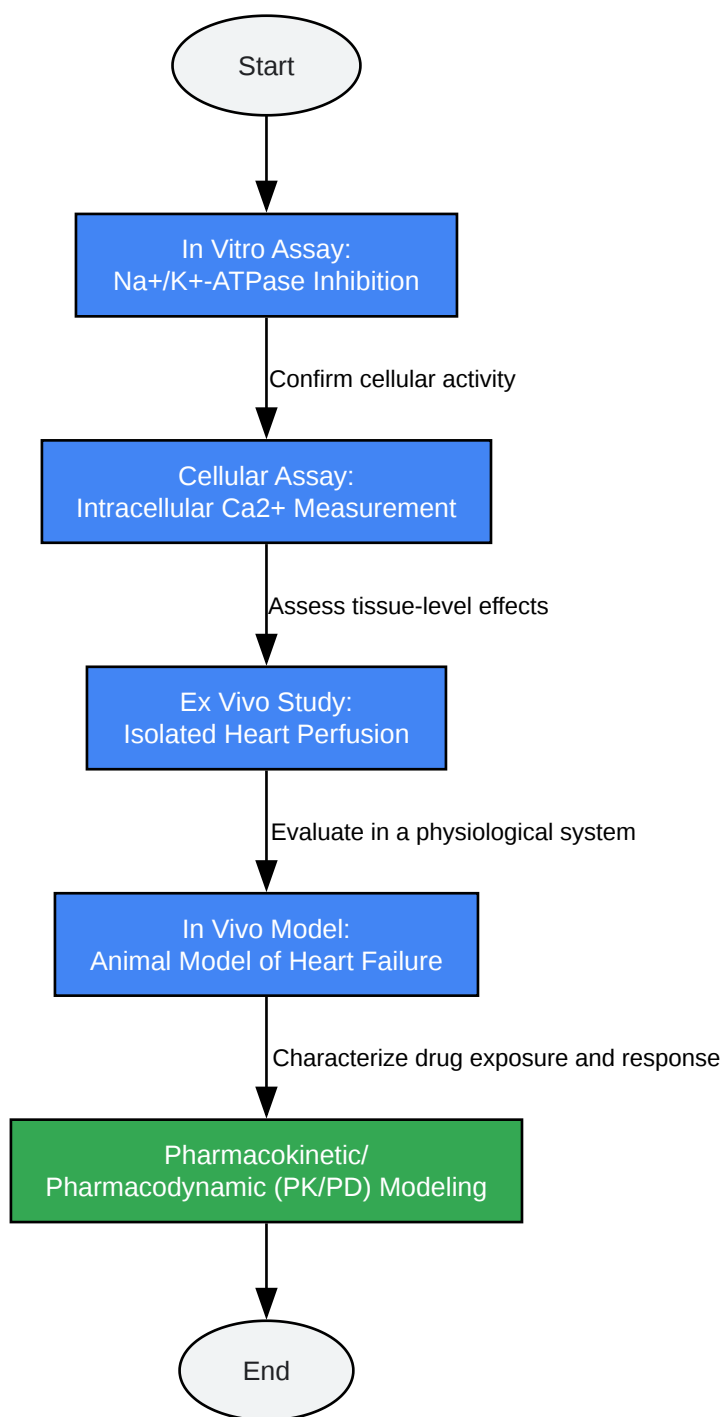 Start
In Vitro Assay:
Na+/K+-ATPase Inhibition
Confirm cellular activity
Cellular Assay:
Intracellular Ca2+ Measurement
Assess tissue-level effects
Ex Vivo Study:
Isolated Heart Perfusion
Evaluate in a physiological system
In Vivo Model:
Animal Model of Heart Failure
Characterize drug exposure and response
Pharmacokinetic/
Pharmacodynamic (PK/PD) Modeling
End